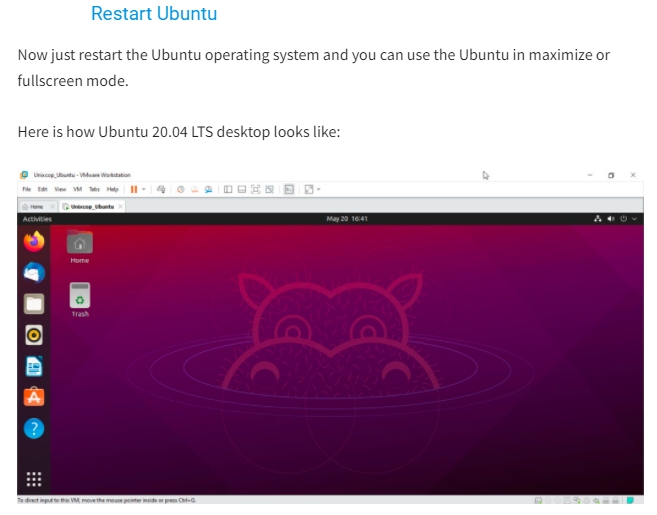 Restart Ubuntu
Now just restart the Ubuntu operating system and you can use the Ubuntu in maximize or
fullscreen mode.
Here is how Ubuntu 20.04 LTS desktop looks like:
Unixcop_Ubuntu - VMware Workstation
File Edit View VM Tabs Help
Home
Unixcop_Ubuntu
Activities
May 20 16:41
Home
Trash
To direct input to this VM, move the mouse pointer inside or press Ctrl+G.